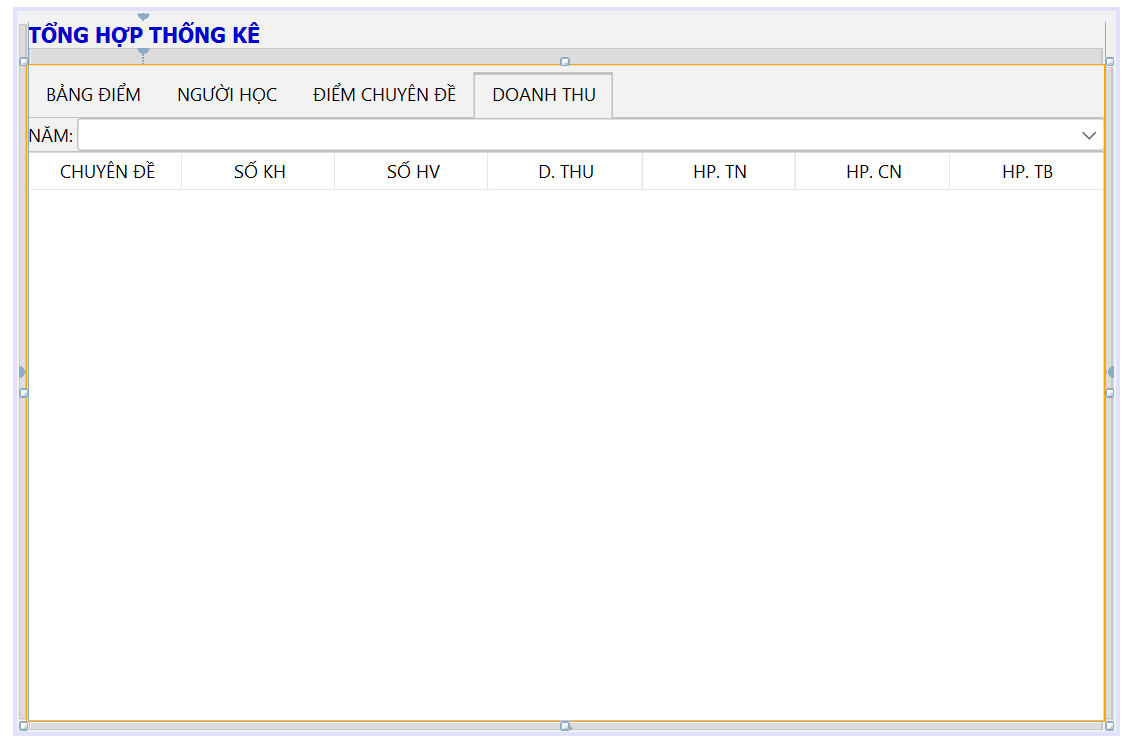 TỔNG HỢP THỐNG KÊ
BẢNG ĐIỂM NGƯỜI HỌC ĐIỂM CHUYÊN ĐỀ DOANH THU
NĂM:
CHUYÊN ĐỀ SỐ KH SỐ HV D. THU HP. TN HP. CN HP. TB